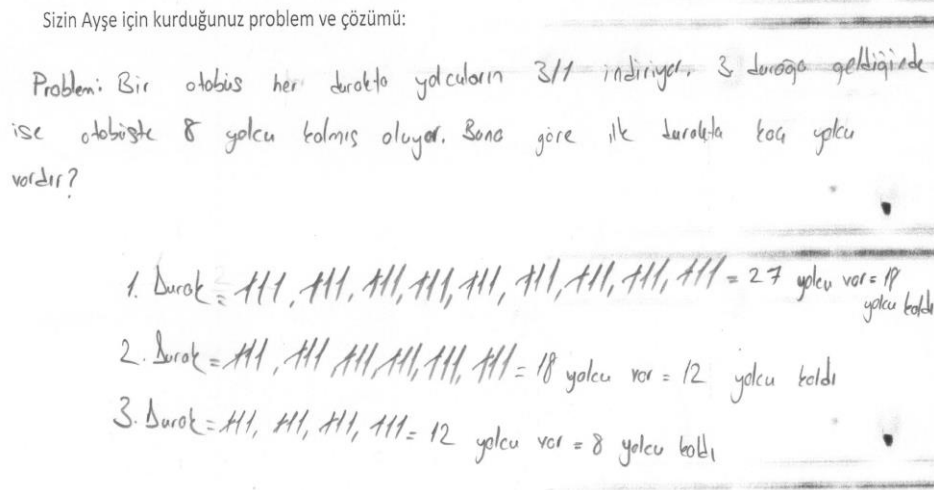 Sizin Ayşe için kurduğunuz problem ve çözümü:
Problem: Bir otobüs her durakta yolcuların 3/1 indiriyor. 3. durağa geldiğinde
ise otobüste 8 yolcu kalmış oluyor. Buna göre ilk durakta kaç yolcu
vardır?
1. Durak = 111, 111, 111, 111, 111, 111, 111, 111, 111 = 27 yolcu var = 18
yolcu kaldı
2. Durak = 111, 111 111, 111, 111, 111 = 18 yolcu var = 12 yolcu kaldı
3. Durak = 111, 111, 111, 111 = 12 yolcu var = 8 yolcu kaldı